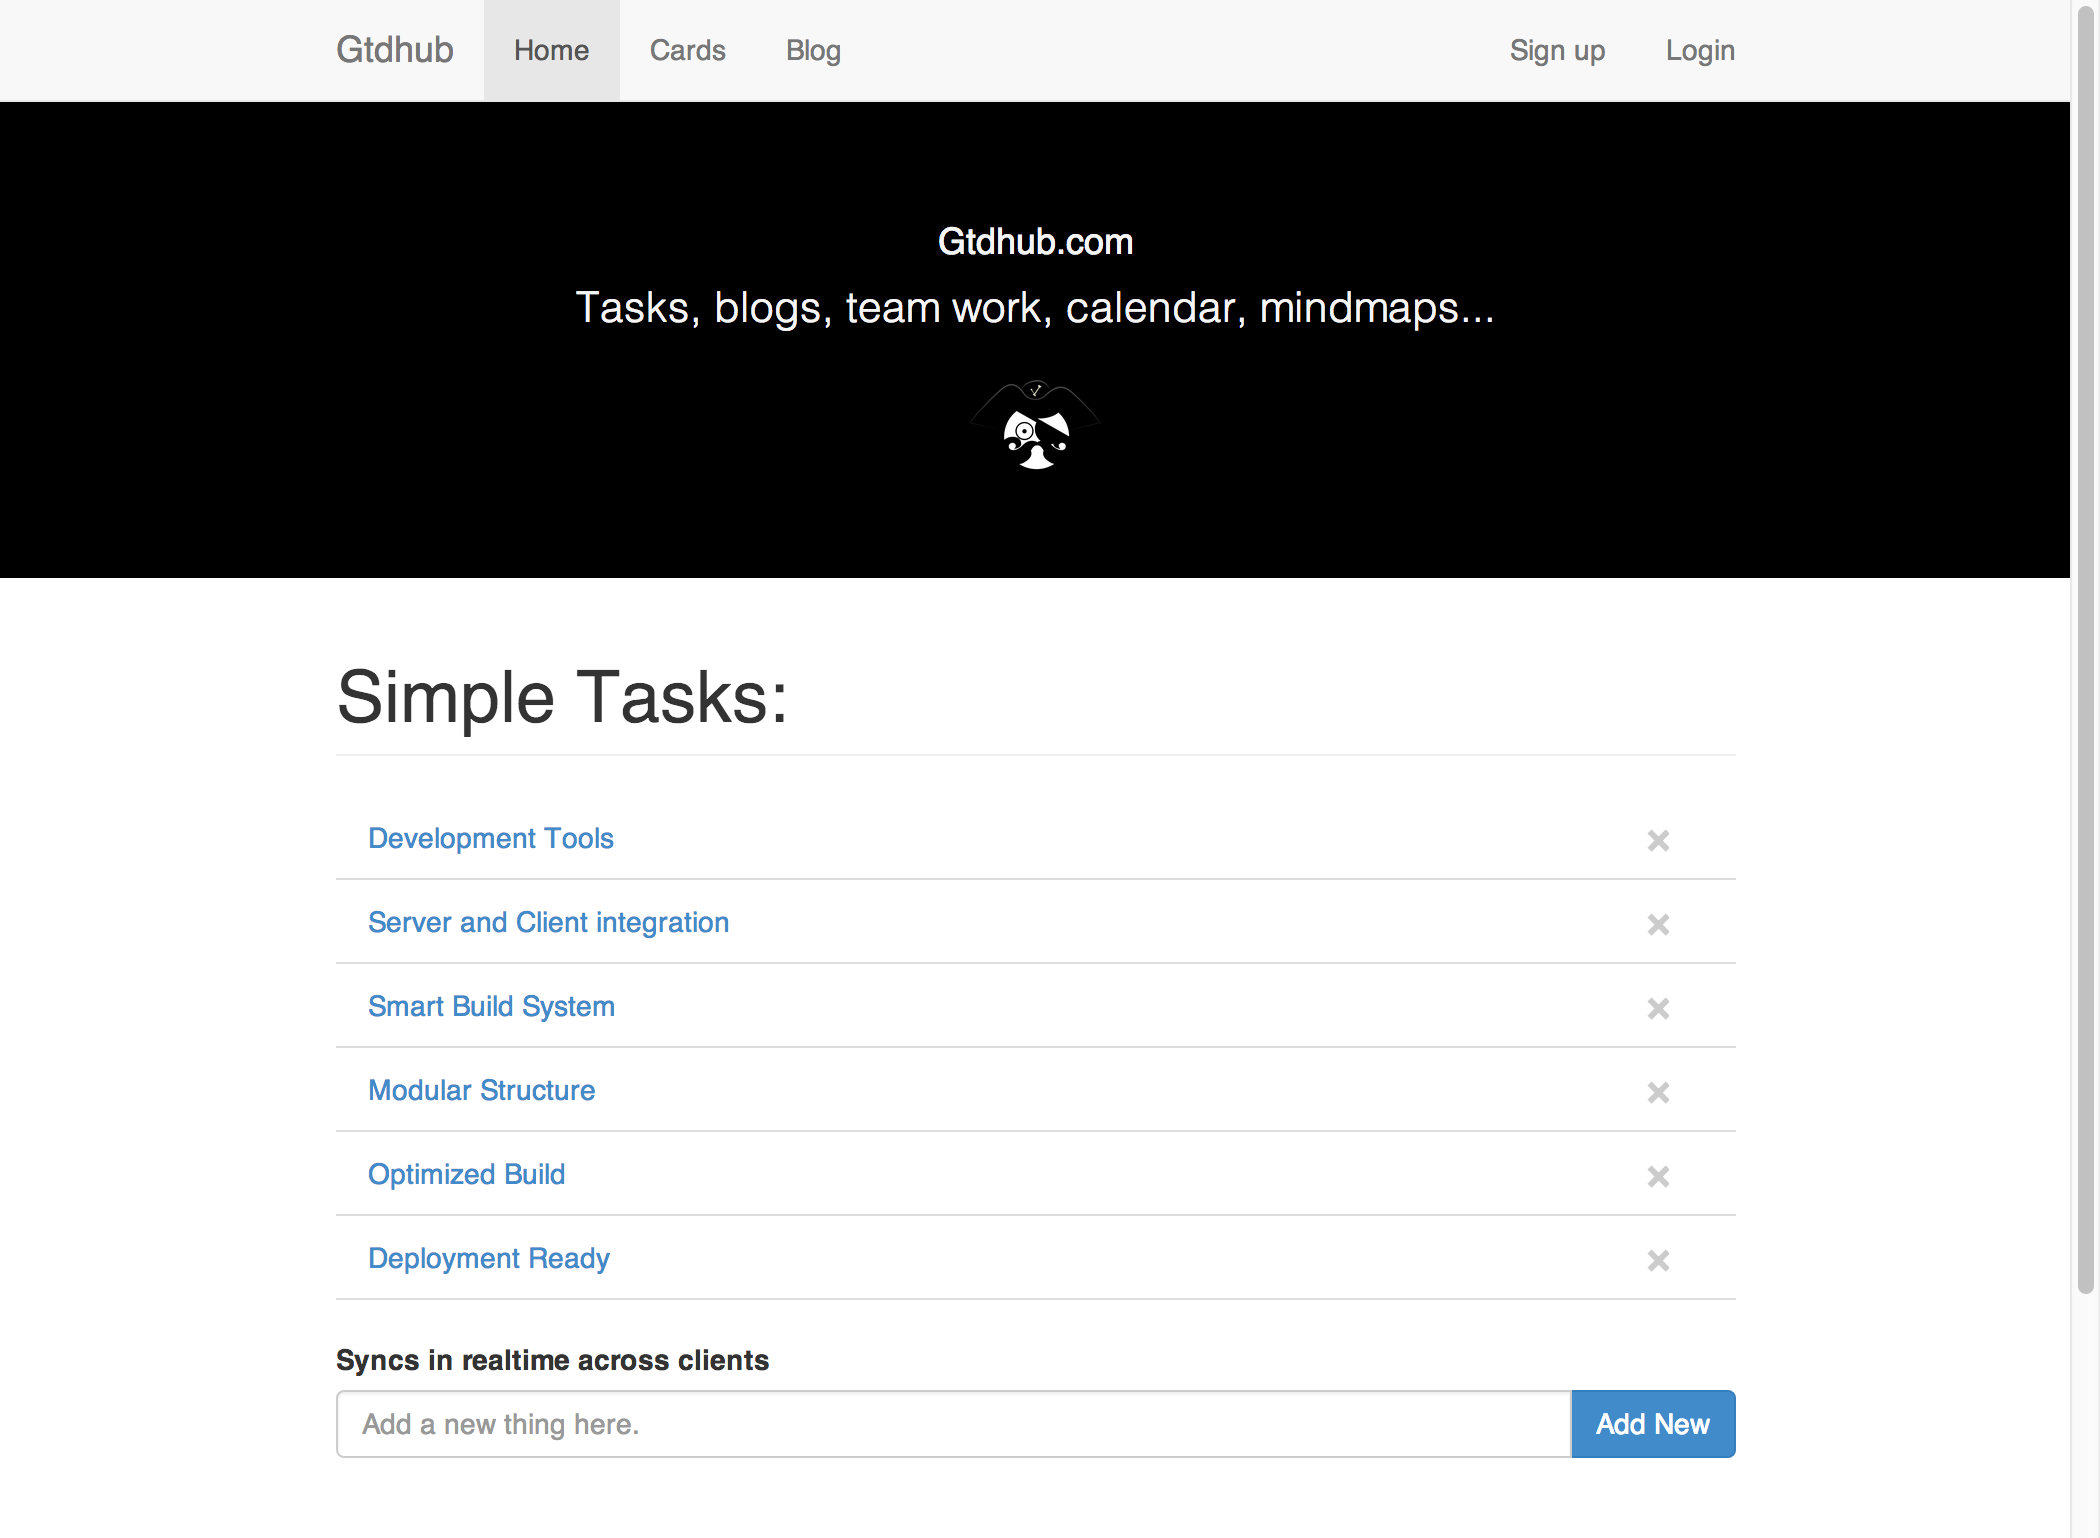 Gtdhub Home Cards Blog Sign up Login
Gtdhub.com
Tasks, blogs, team work, calendar, mindmaps...
Simple Tasks:
Development Tools
Server and Client integration
Smart Build System
Modular Structure
Optimized Build
Deployment Ready
Syncs in realtime across clients
Add a new thing here. Add New